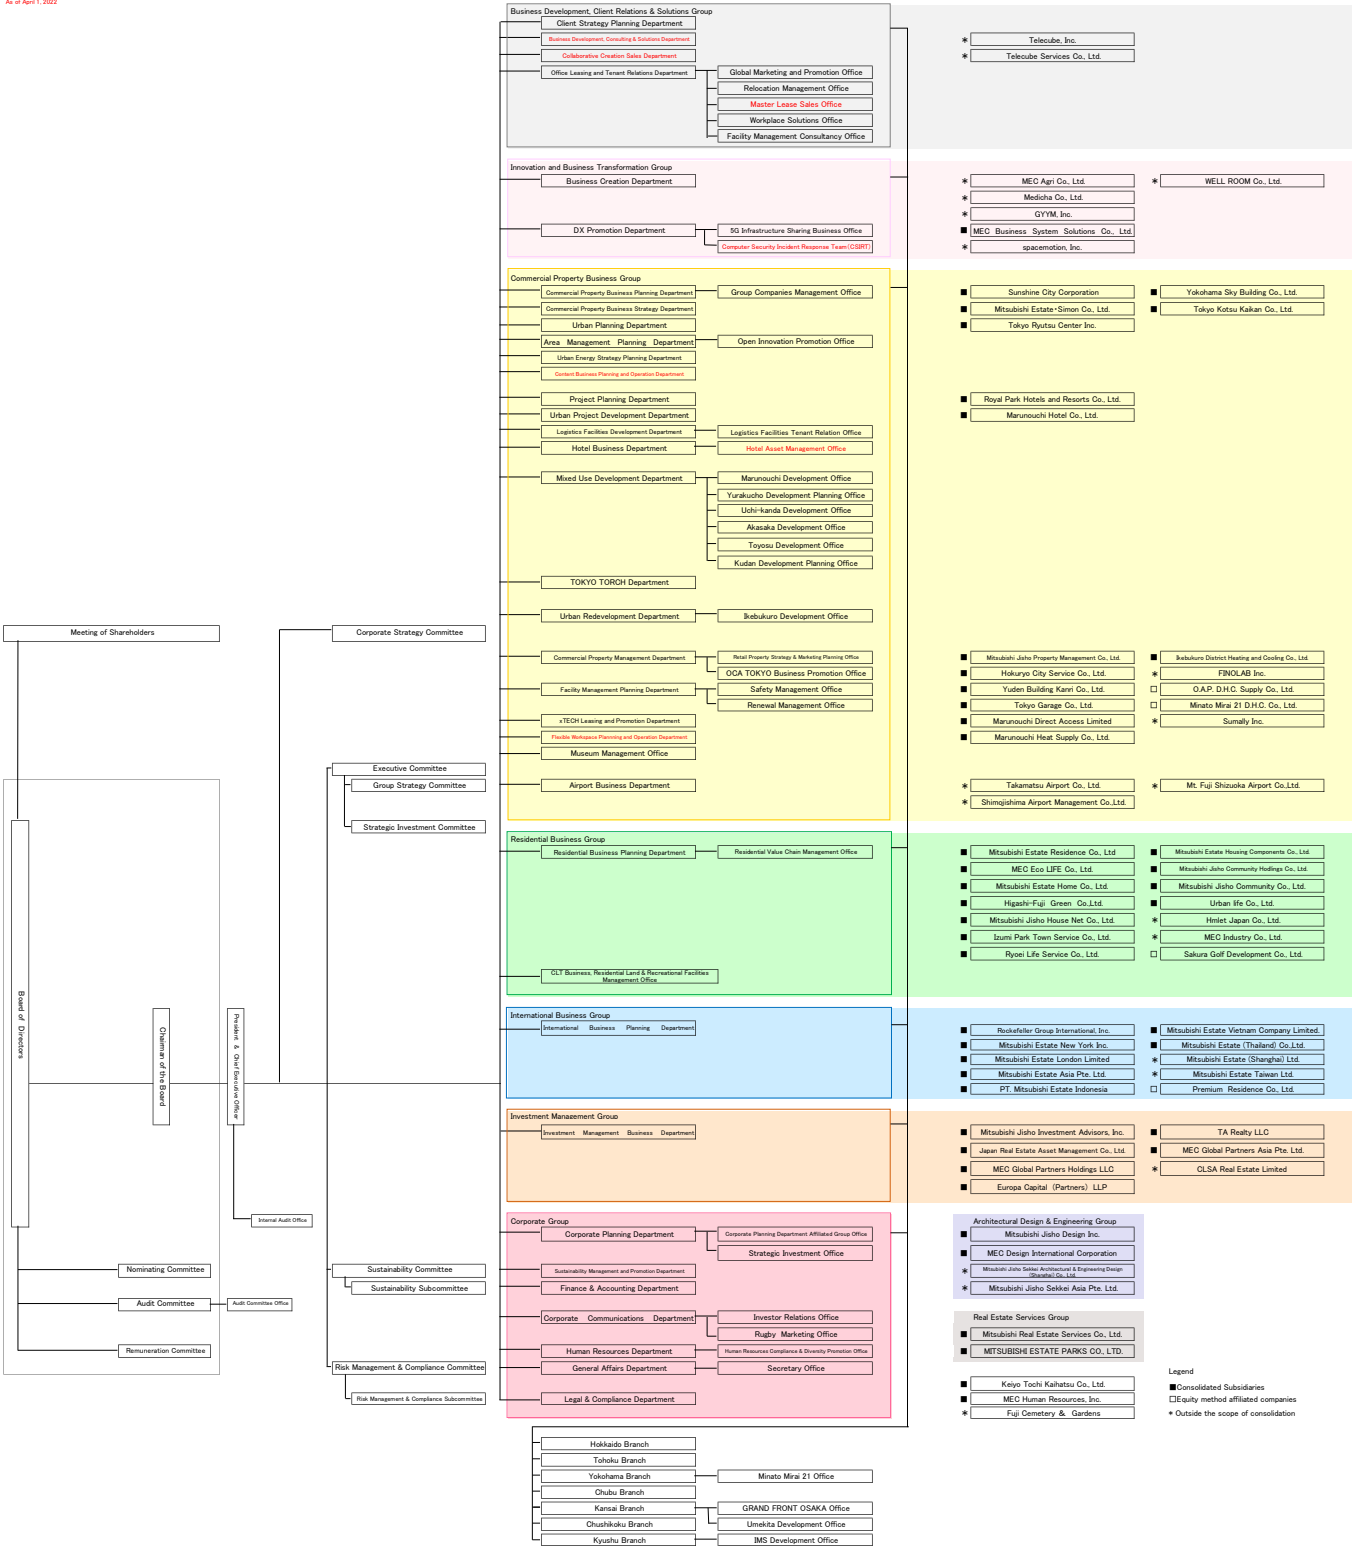 As of April 1, 2022
Business Development, Client Relations & Solutions Group
Client Strategy Planning Department
Business Development, Consulting & Solutions Department
Collaborative Creation Sales Department
Office Leasing and Tenant Relations Department
Global Marketing and Promotion Office
Relocation Management Office
Master Lease Sales Office
Workplace Solutions Office
Facility Management Consultancy Office
* Telecube, Inc.
* Telecube Services Co., Ltd.
Innovation and Business Transformation Group
Business Creation Department
DX Promotion Department
5G Infrastructure Sharing Business Office
Computer Security Incident Response Team(CSIRT)
* MEC Agri Co., Ltd.
* WELL ROOM Co., Ltd.
* Medicha Co., Ltd.
* GYYM, Inc.
■ MEC Business System Solutions Co., Ltd.
* spacemotion, Inc.
Commercial Property Business Group
Commercial Property Business Planning Department
Group Companies Management Office
Commercial Property Business Strategy Department
Urban Planning Department
Area Management Planning Department
Open Innovation Promotion Office
Urban Energy Strategy Planning Department
Content Business Planning and Operation Department
Project Planning Department
Urban Project Development Department
Logistics Facilities Development Department
Logistics Facilities Tenant Relation Office
Hotel Business Department
Hotel Asset Management Office
Mixed Use Development Department
Marunouchi Development Office
Yurakucho Development Planning Office
Uchi-kanda Development Office
Akasaka Development Office
Toyosu Development Office
Kudan Development Planning Office
TOKYO TORCH Department
Urban Redevelopment Department
Ikebukuro Development Office
Commercial Property Management Department
Retail Property Strategy & Marketing Planning Office
OCA TOKYO Business Promotion Office
Facility Management Planning Department
Safety Management Office
Renewal Management Office
xTECH Leasing and Promotion Department
Flexible Workspace Plannning and Operation Department
Museum Management Office
Airport Business Department
■ Sunshine City Corporation
■ Yokohama Sky Building Co., Ltd.
■ Mitsubishi Estate・Simon Co., Ltd.
■ Tokyo Kotsu Kaikan Co., Ltd.
■ Tokyo Ryutsu Center Inc.
■ Royal Park Hotels and Resorts Co., Ltd.
■ Marunouchi Hotel Co., Ltd.
■ Mitsubishi Jisho Property Management Co., Ltd.
■ Ikebukuro District Heating and Cooling Co., Ltd.
■ Hokuryo City Service Co., Ltd.
* FINOLAB Inc.
■ Yuden Building Kanri Co., Ltd.
□ O.A.P. D.H.C. Supply Co., Ltd.
■ Tokyo Garage Co., Ltd.
□ Minato Mirai 21 D.H.C. Co., Ltd.
■ Marunouchi Direct Access Limited
* Sumally Inc.
■ Marunouchi Heat Supply Co., Ltd.
* Takamatsu Airport Co., Ltd.
* Mt. Fuji Shizuoka Airport Co.,Ltd.
* Shimojishima Airport Management Co.,Ltd.
Meeting of Shareholders
Corporate Strategy Committee
Executive Committee
Group Strategy Committee
Strategic Investment Committee
Board of Directors
Chairman of the Board
President & Chief Executive Officer
Internal Audit Office
Nominating Committee
Audit Committee
Audit Committee Office
Remuneration Committee
Sustainability Committee
Sustainability Subcommittee
Risk Management & Compliance Committee
Risk Management & Compliance Subcommittee
Residential Business Group
Residential Business Planning Department
Residential Value Chain Management Office
CLT Business, Residential Land & Recreational Facilities
Management Office
■ Mitsubishi Estate Residence Co., Ltd
■ Mitsubishi Estate Housing Components Co., Ltd.
■ MEC Eco LIFE Co., Ltd.
■ Mitsubishi Jisho Community Hodlings Co., Ltd.
■ Mitsubishi Estate Home Co., Ltd.
■ Mitsubishi Jisho Community Co., Ltd.
■ Higashi-Fuji Green Co.,Ltd.
■ Urban life Co., Ltd.
■ Mitsubishi Jisho House Net Co., Ltd.
* Hmlet Japan Co., Ltd.
■ Izumi Park Town Service Co., Ltd.
* MEC Industry Co., Ltd.
■ Ryoei Life Service Co., Ltd.
□ Sakura Golf Development Co., Ltd.
International Business Group
International Business Planning Department
■ Rockefeller Group International, Inc.
■ Mitsubishi Estate Vietnam Company Limited.
■ Mitsubishi Estate New York Inc.
■ Mitsubishi Estate (Thailand) Co.,Ltd.
■ Mitsubishi Estate London Limited
* Mitsubishi Estate (Shanghai) Ltd.
■ Mitsubishi Estate Asia Pte. Ltd.
* Mitsubishi Estate Taiwan Ltd.
■ PT. Mitsubishi Estate Indonesia
□ Premium Residence Co., Ltd.
Investment Management Group
Investment Management Business Department
■ Mitsubishi Jisho Investment Advisors, Inc.
■ TA Realty LLC
■ Japan Real Estate Asset Management Co., Ltd.
■ MEC Global Partners Asia Pte. Ltd.
■ MEC Global Partners Holdings LLC
* CLSA Real Estate Limited
■ Europa Capital (Partners) LLP
Corporate Group
Corporate Planning Department
Corporate Planning Department Affiliated Group Office
Strategic Investment Office
Sustainability Management and Promotion Department
Finance & Accounting Department
Corporate Communications Department
Investor Relations Office
Rugby Marketing Office
Human Resources Department
Human Resources Compliance & Diversity Promotion Office
General Affairs Department
Secretary Office
Legal & Compliance Department
Architectural Design & Engineering Group
■ Mitsubishi Jisho Design Inc.
■ MEC Design International Corporation
* Mitsubishi Jisho Sekkei Architectural & Engineering Design
(Shanghai) Co., Ltd.
* Mitsubishi Jisho Sekkei Asia Pte. Ltd.
Real Estate Services Group
■ Mitsubishi Real Estate Services Co., Ltd.
■ MITSUBISHI ESTATE PARKS CO., LTD.
■ Keiyo Tochi Kaihatsu Co., Ltd.
■ MEC Human Resources, Inc.
* Fuji Cemetery & Gardens
Legend
■Consolidated Subsidiaries
□Equity method affiliated companies
* Outside the scope of consolidation
Hokkaido Branch
Tohoku Branch
Yokohama Branch
Minato Mirai 21 Office
Chubu Branch
Kansai Branch
GRAND FRONT OSAKA Office
Chushikoku Branch
Umekita Development Office
Kyushu Branch
IMS Development Office